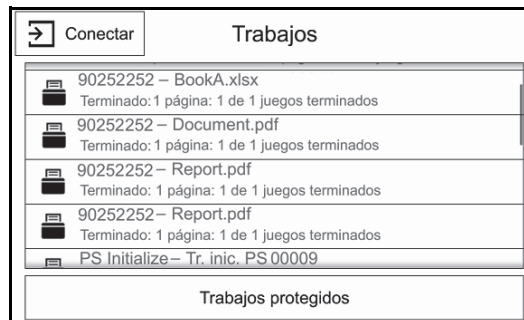 Conectar
Trabajos
90252252 – BookA.xlsx
Terminado: 1 página: 1 de 1 juegos terminados
90252252 – Document.pdf
Terminado: 1 página: 1 de 1 juegos terminados
90252252 – Report.pdf
Terminado: 1 página: 1 de 1 juegos terminados
90252252 – Report.pdf
Terminado: 1 página: 1 de 1 juegos terminados
PS Initialize – Tr. inic. PS 00009
Trabajos protegidos